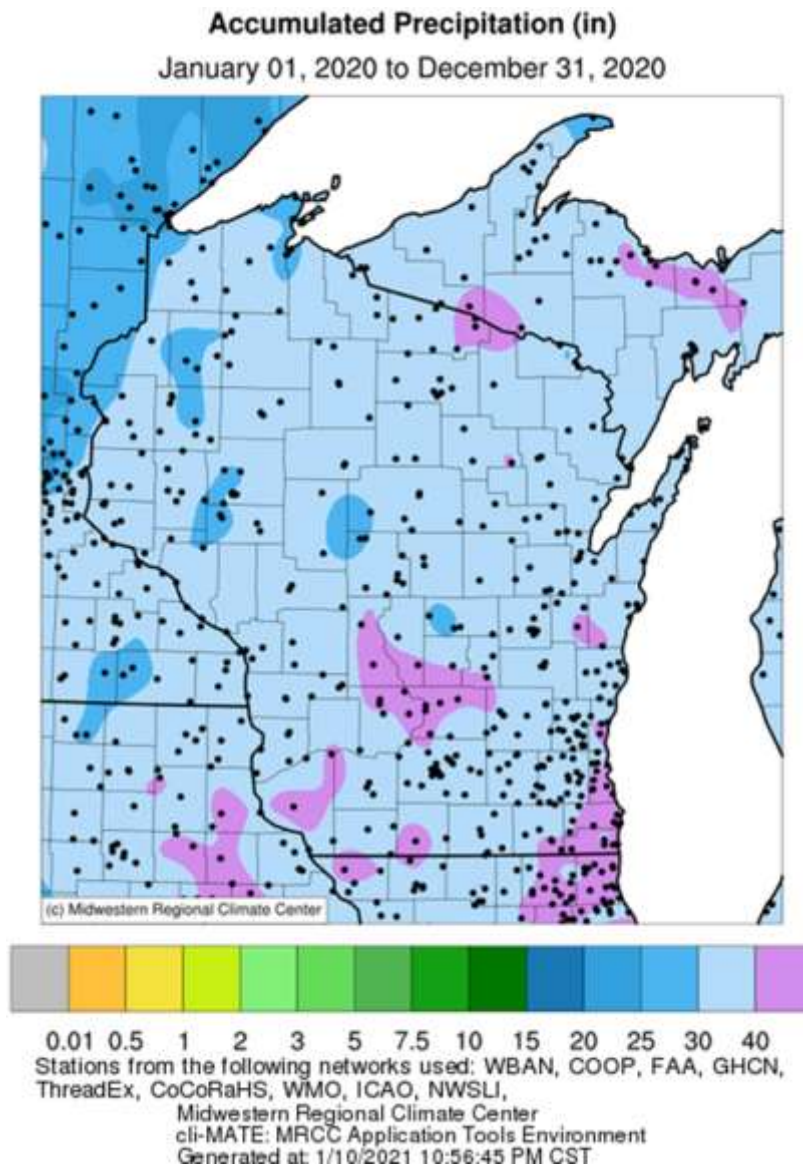 Accumulated Precipitation (in)
January 01, 2020 to December 31, 2020
(c) Midwestern Regional Climate Center
0.01 0.5 1 2 3 5 7.5 10 15 20 25 30 40
Stations from the following networks used: WBAN, COOP, FAA, GHCN,
ThreadEx, CoCoRaHS, WMO, ICAO, NWSLI,
Midwestern Regional Climate Center
cli-MATE: MRCC Application Tools Environment
Generated at: 1/10/2021 10:56:45 PM CST